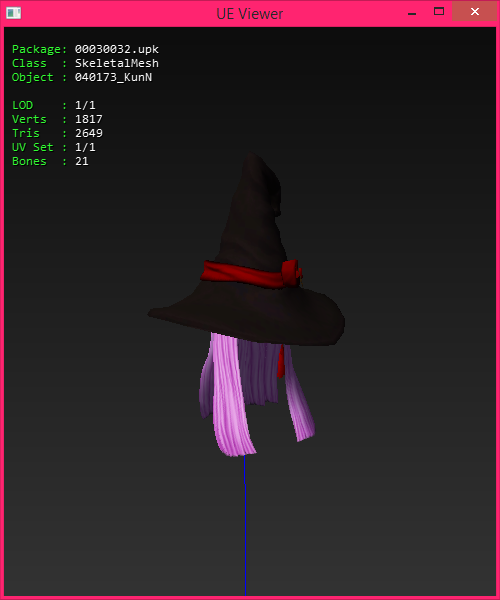 UE Viewer
Package: 00030032.upk
Class  : SkeletalMesh
Object : 040173_KunN
LOD    : 1/1
Verts  : 1817
Tris   : 2649
UV Set : 1/1
Bones  : 21